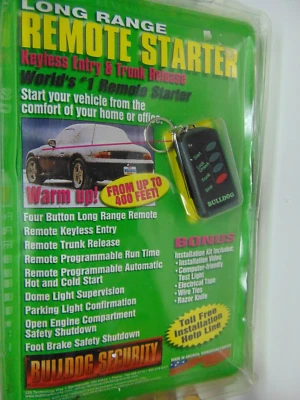 LONG RANGE
REMOTE STARTER
Keyless Entry & Trunk Release
World's #1 Remote Starter
Start your vehicle from the
comfort of your home or office
Warm up!
FROM UP TO
400 FEET!
BULLDOG
Four Button Long Range Remote
Remote Keyless Entry
Remote Trunk Release
Remote Programmable Run Time
Remote Programmable Automatic
Hot and Cold Start
Dome Light Supervision
Parking Light Confirmation
Open Engine Compartment
Safety Shutdown
Foot Brake Safety Shutdown
BULLDOG SECURITY
BONUS
Installation Kit Includes:
• Installation Video
• Computer-friendly
Test Light
• Electrical Tape
• Wire Ties
• Razor Knife
Toll Free
Installation
Help Line